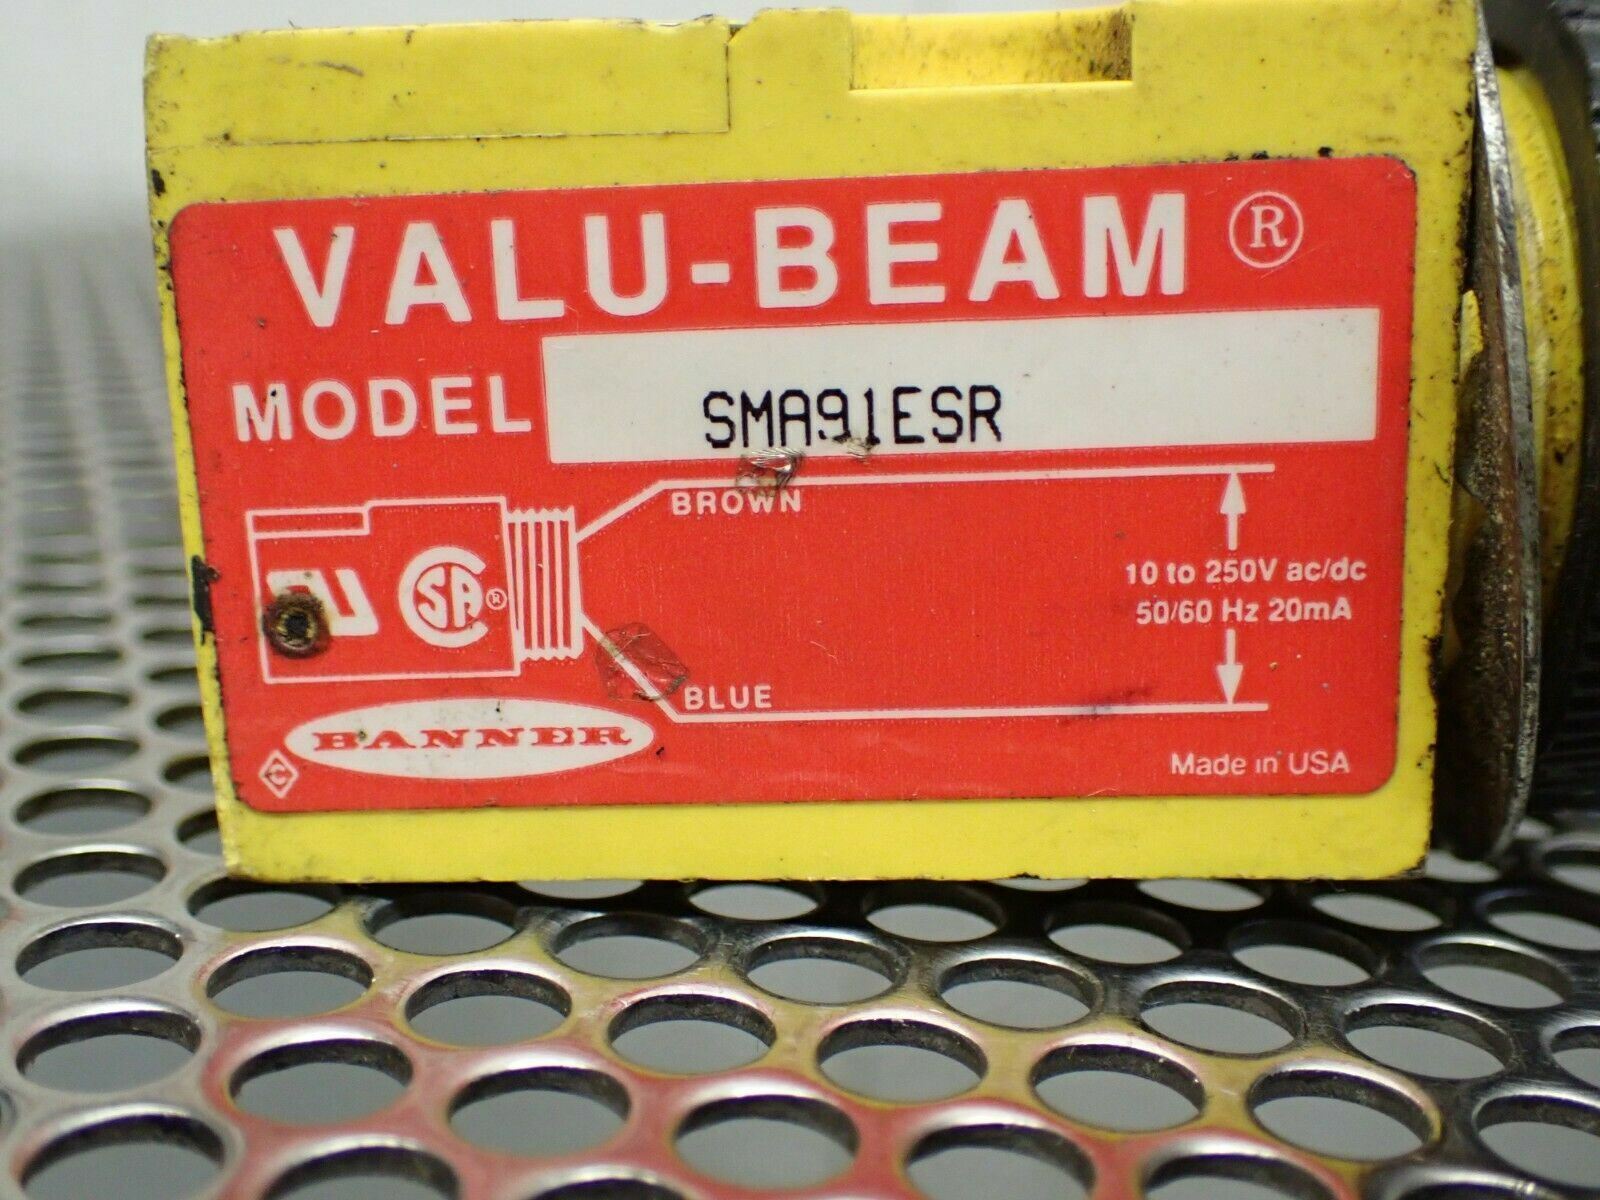 VALU-BEAM ®
MODEL SMA91ESR
BROWN
10 to 250V ac/dc
50/60 Hz 20mA
SA ®
BLUE
BANNER
C
Made in USA